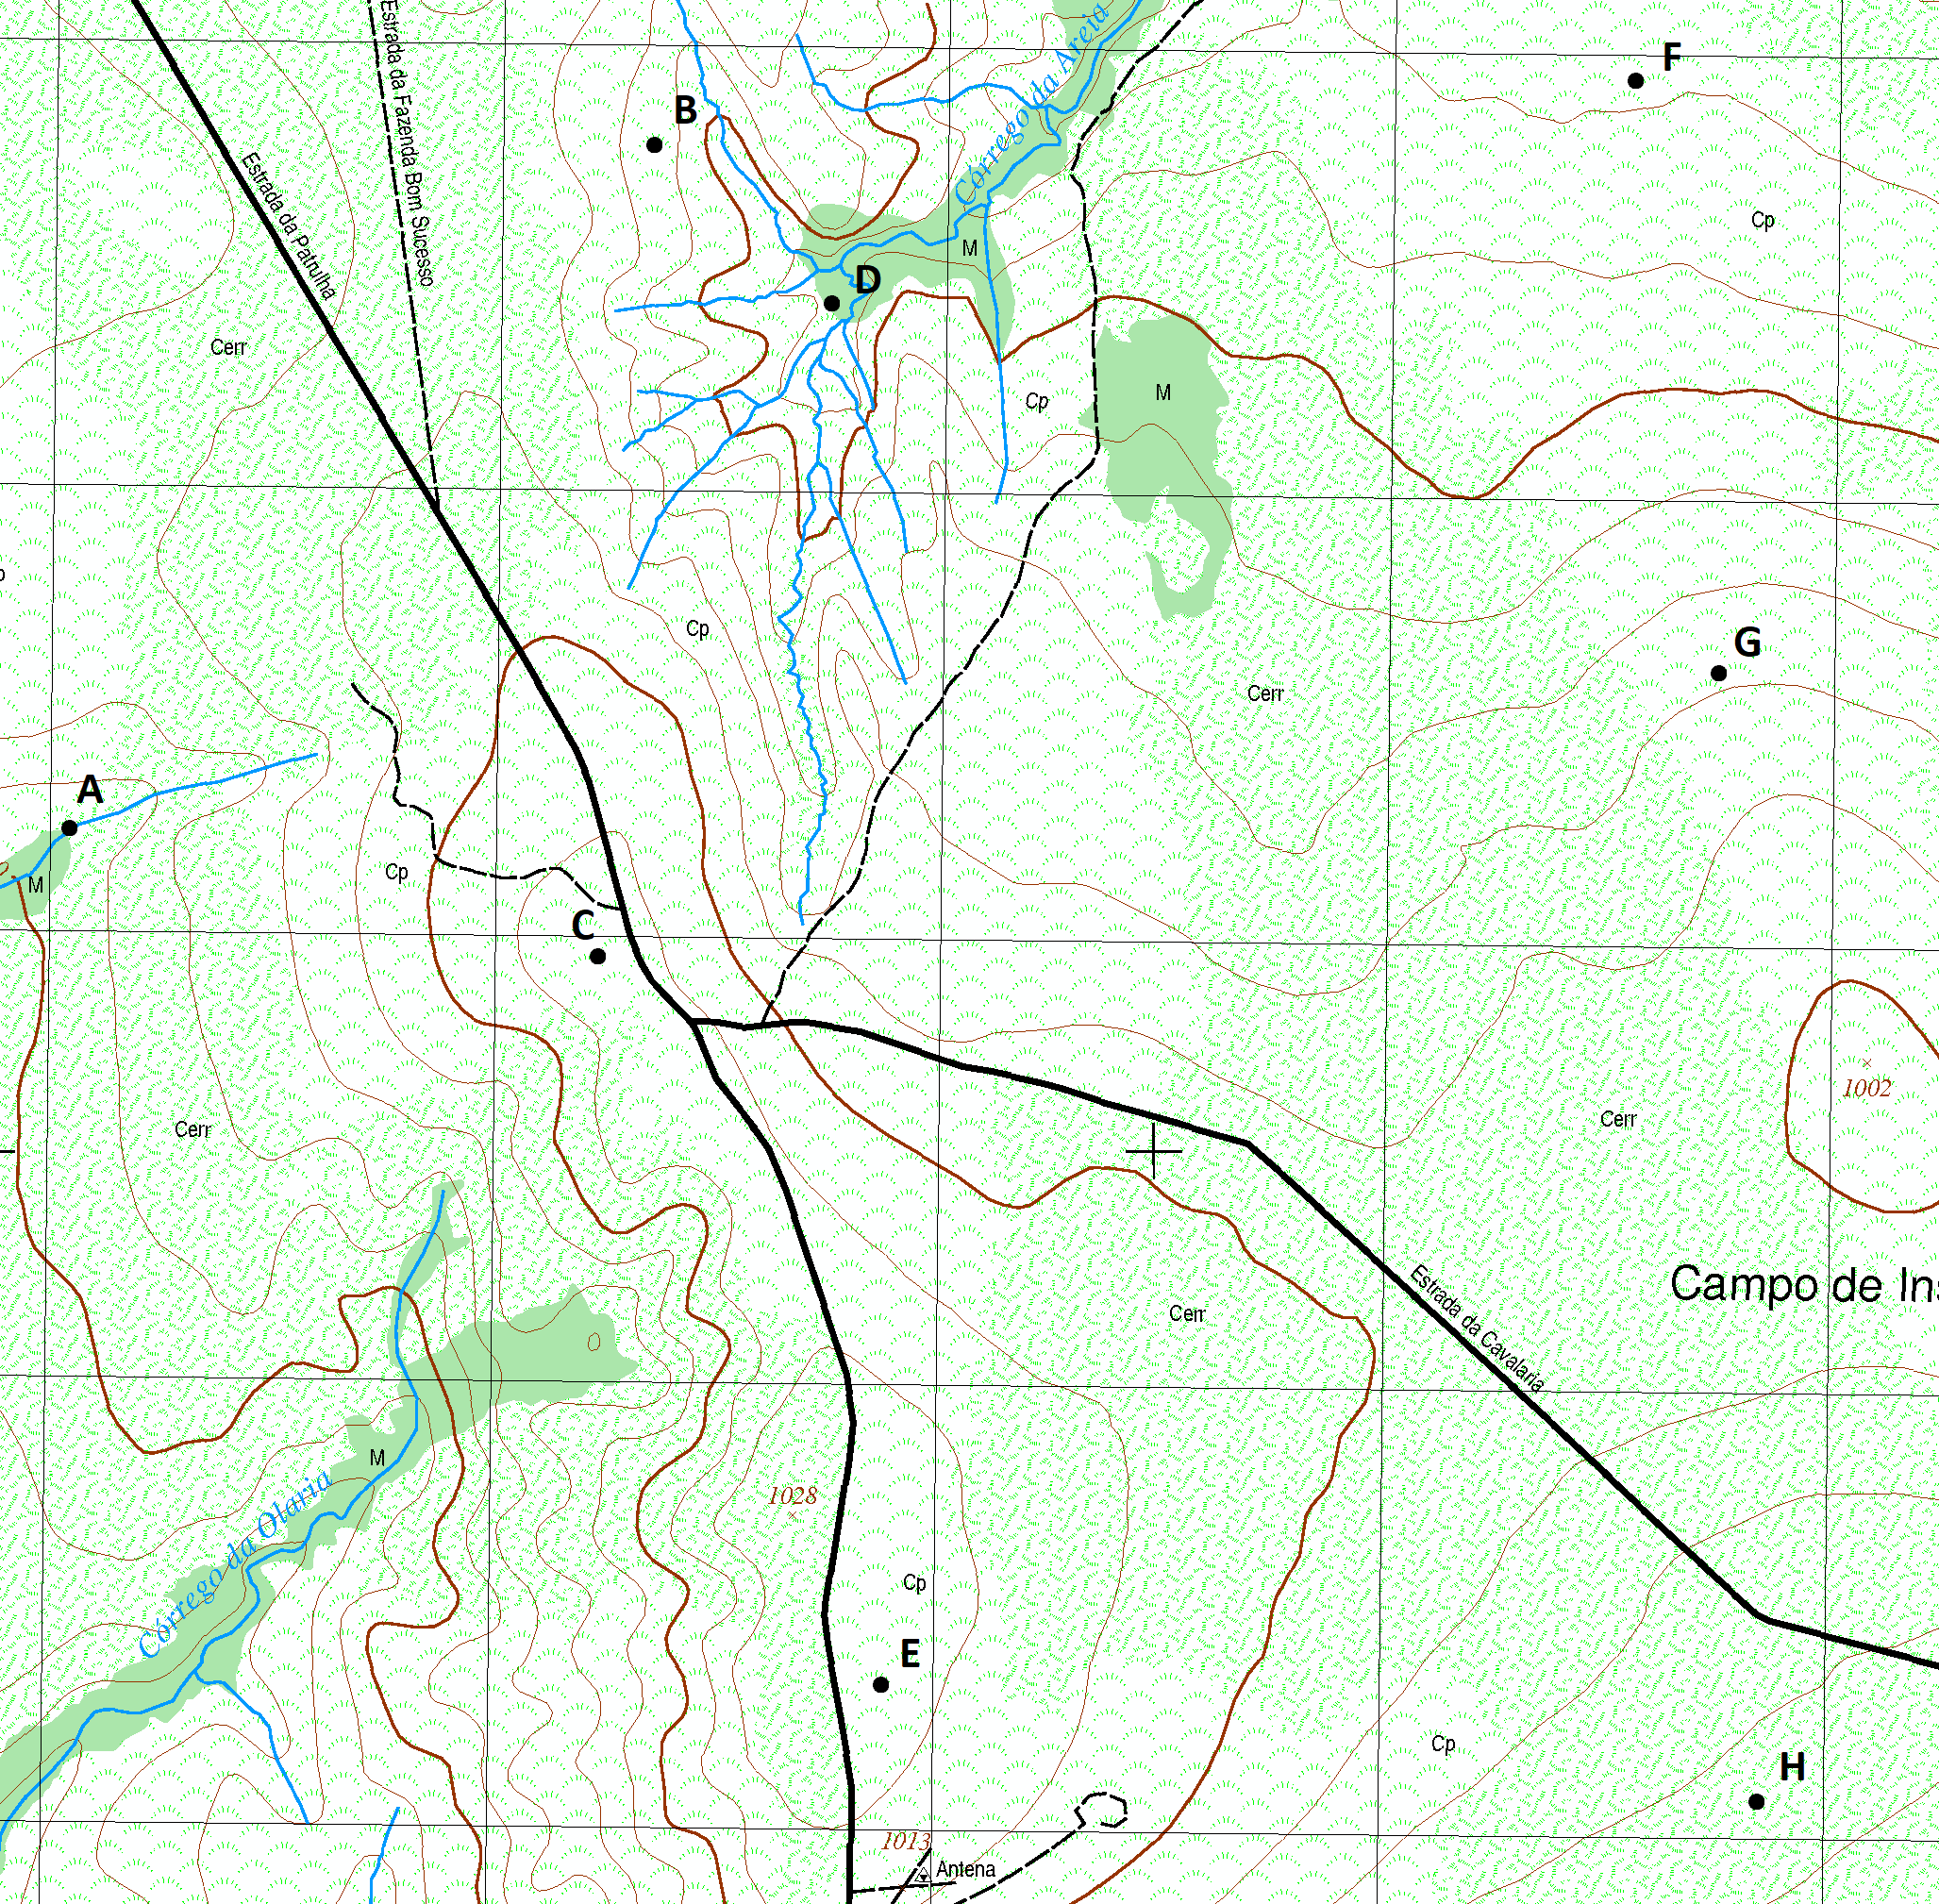 Estrada da Fazenda Bom Sucesso
Córrego da Areia
F
B
Estrada da Patrulha
Cp
M
D
Cerr
M
Cp
Cp
G
Cerr
A
Cp
M
C
1002
Cerr
Cerr
Campo de Ins
Cerr
Estrada da Cavalaria
M
1028
Córrego da Olaria
Cp
E
Cp
H
1013
Antena